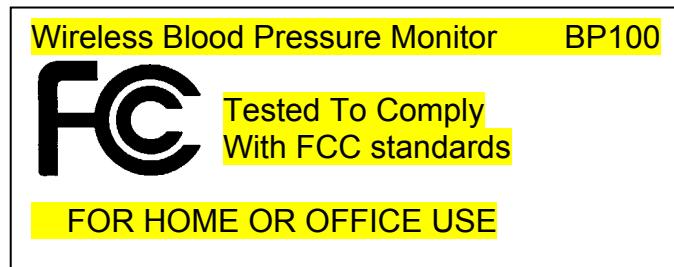 Wireless Blood Pressure Monitor BP100
FC
Tested To Comply
With FCC standards
FOR HOME OR OFFICE USE